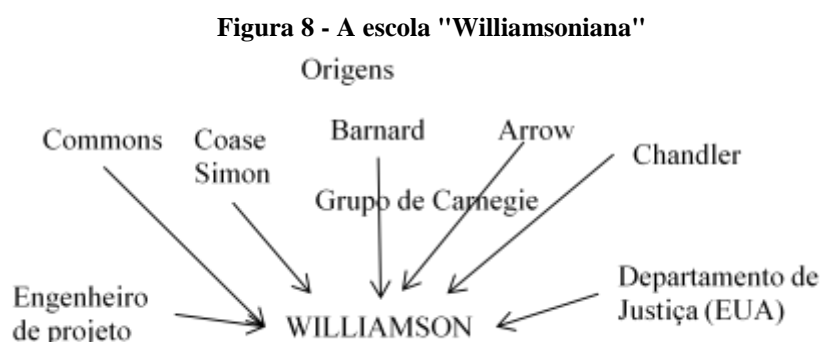 Figura 8 - A escola "Williamsoniana"
Origens
Commons
Coase
Simon
Barnard
Arrow
Chandler
Grupo de Carnegie
Engenheiro
de projeto
WILLIAMSON
Departamento de
Justiça (EUA)